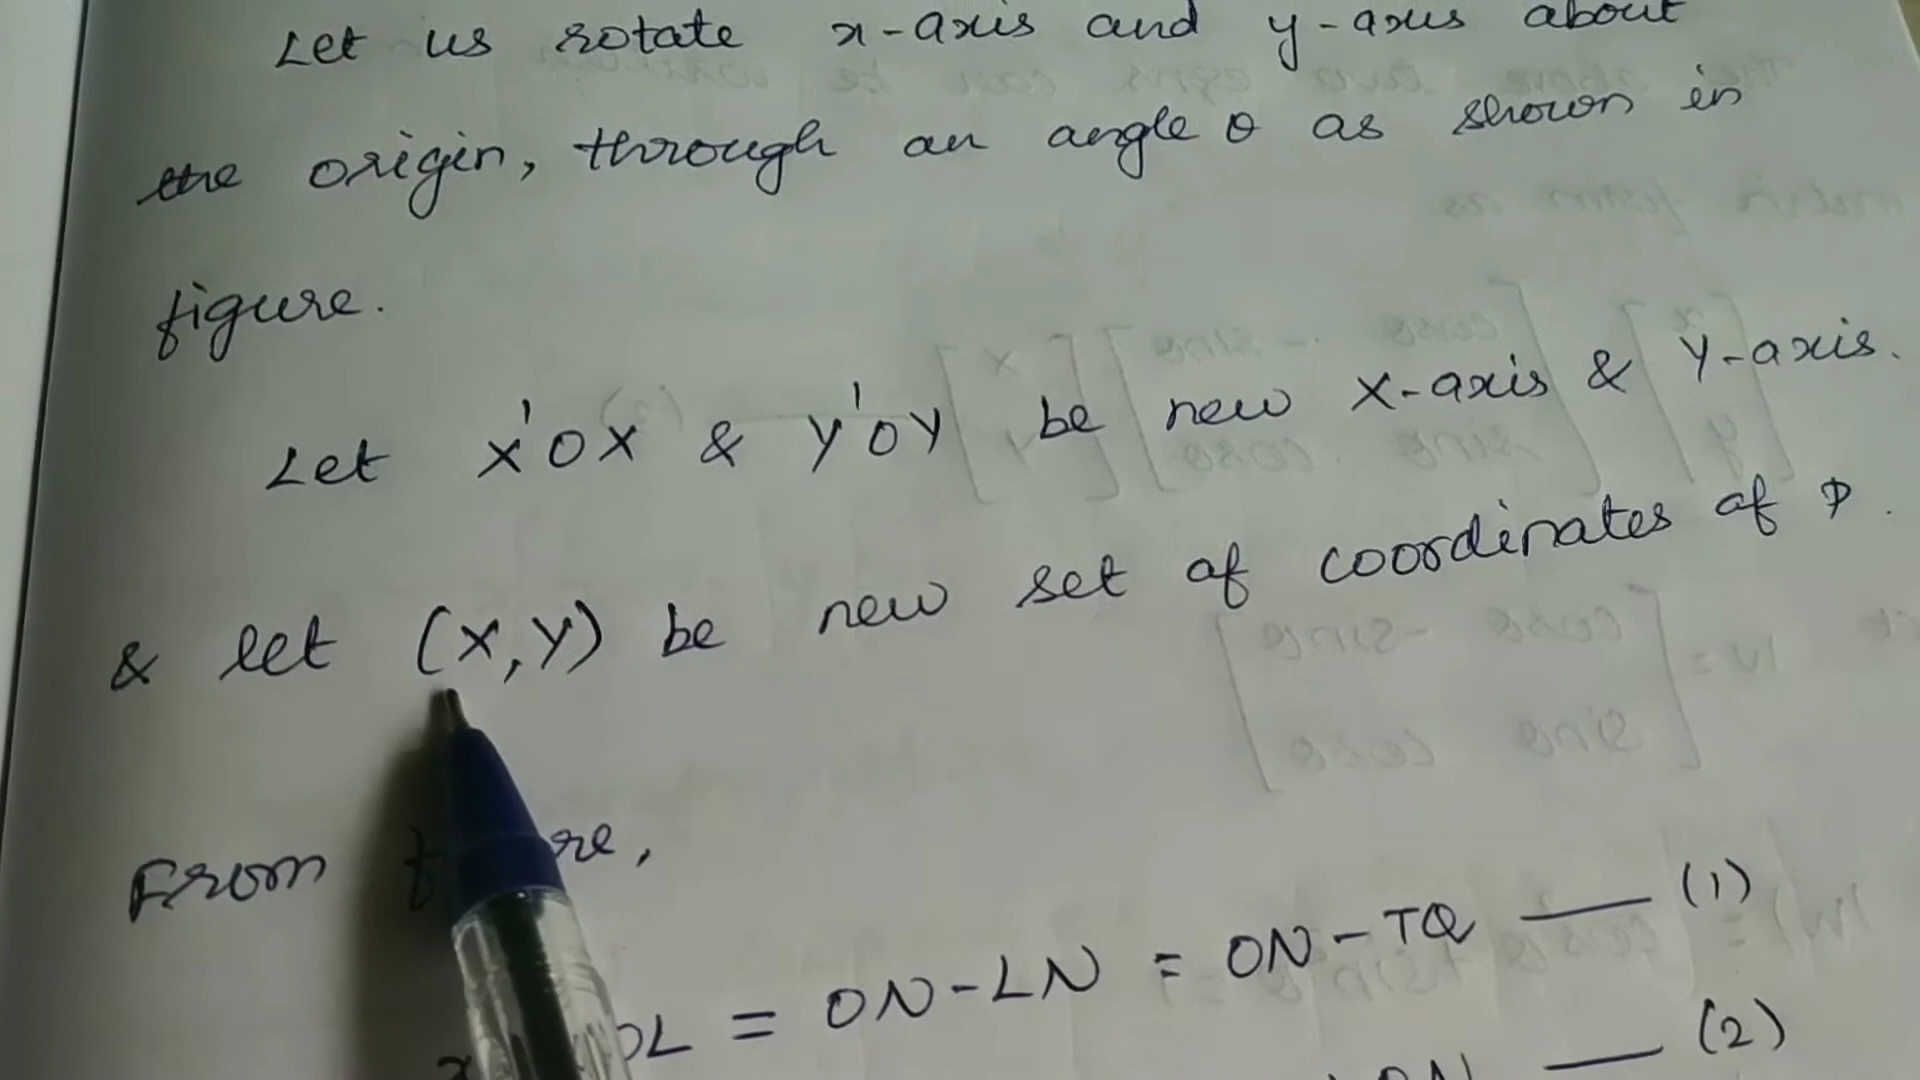 Let us rotate x-axis and y-axis about
the origin, through an angle θ as shown in
figure.
Let X'OX & Y'OY be new X-axis & Y-axis.
& let (X,Y) be new set of coordinates of P.
From
OL = ON-LN = ON-TQ — (1)
— (2)